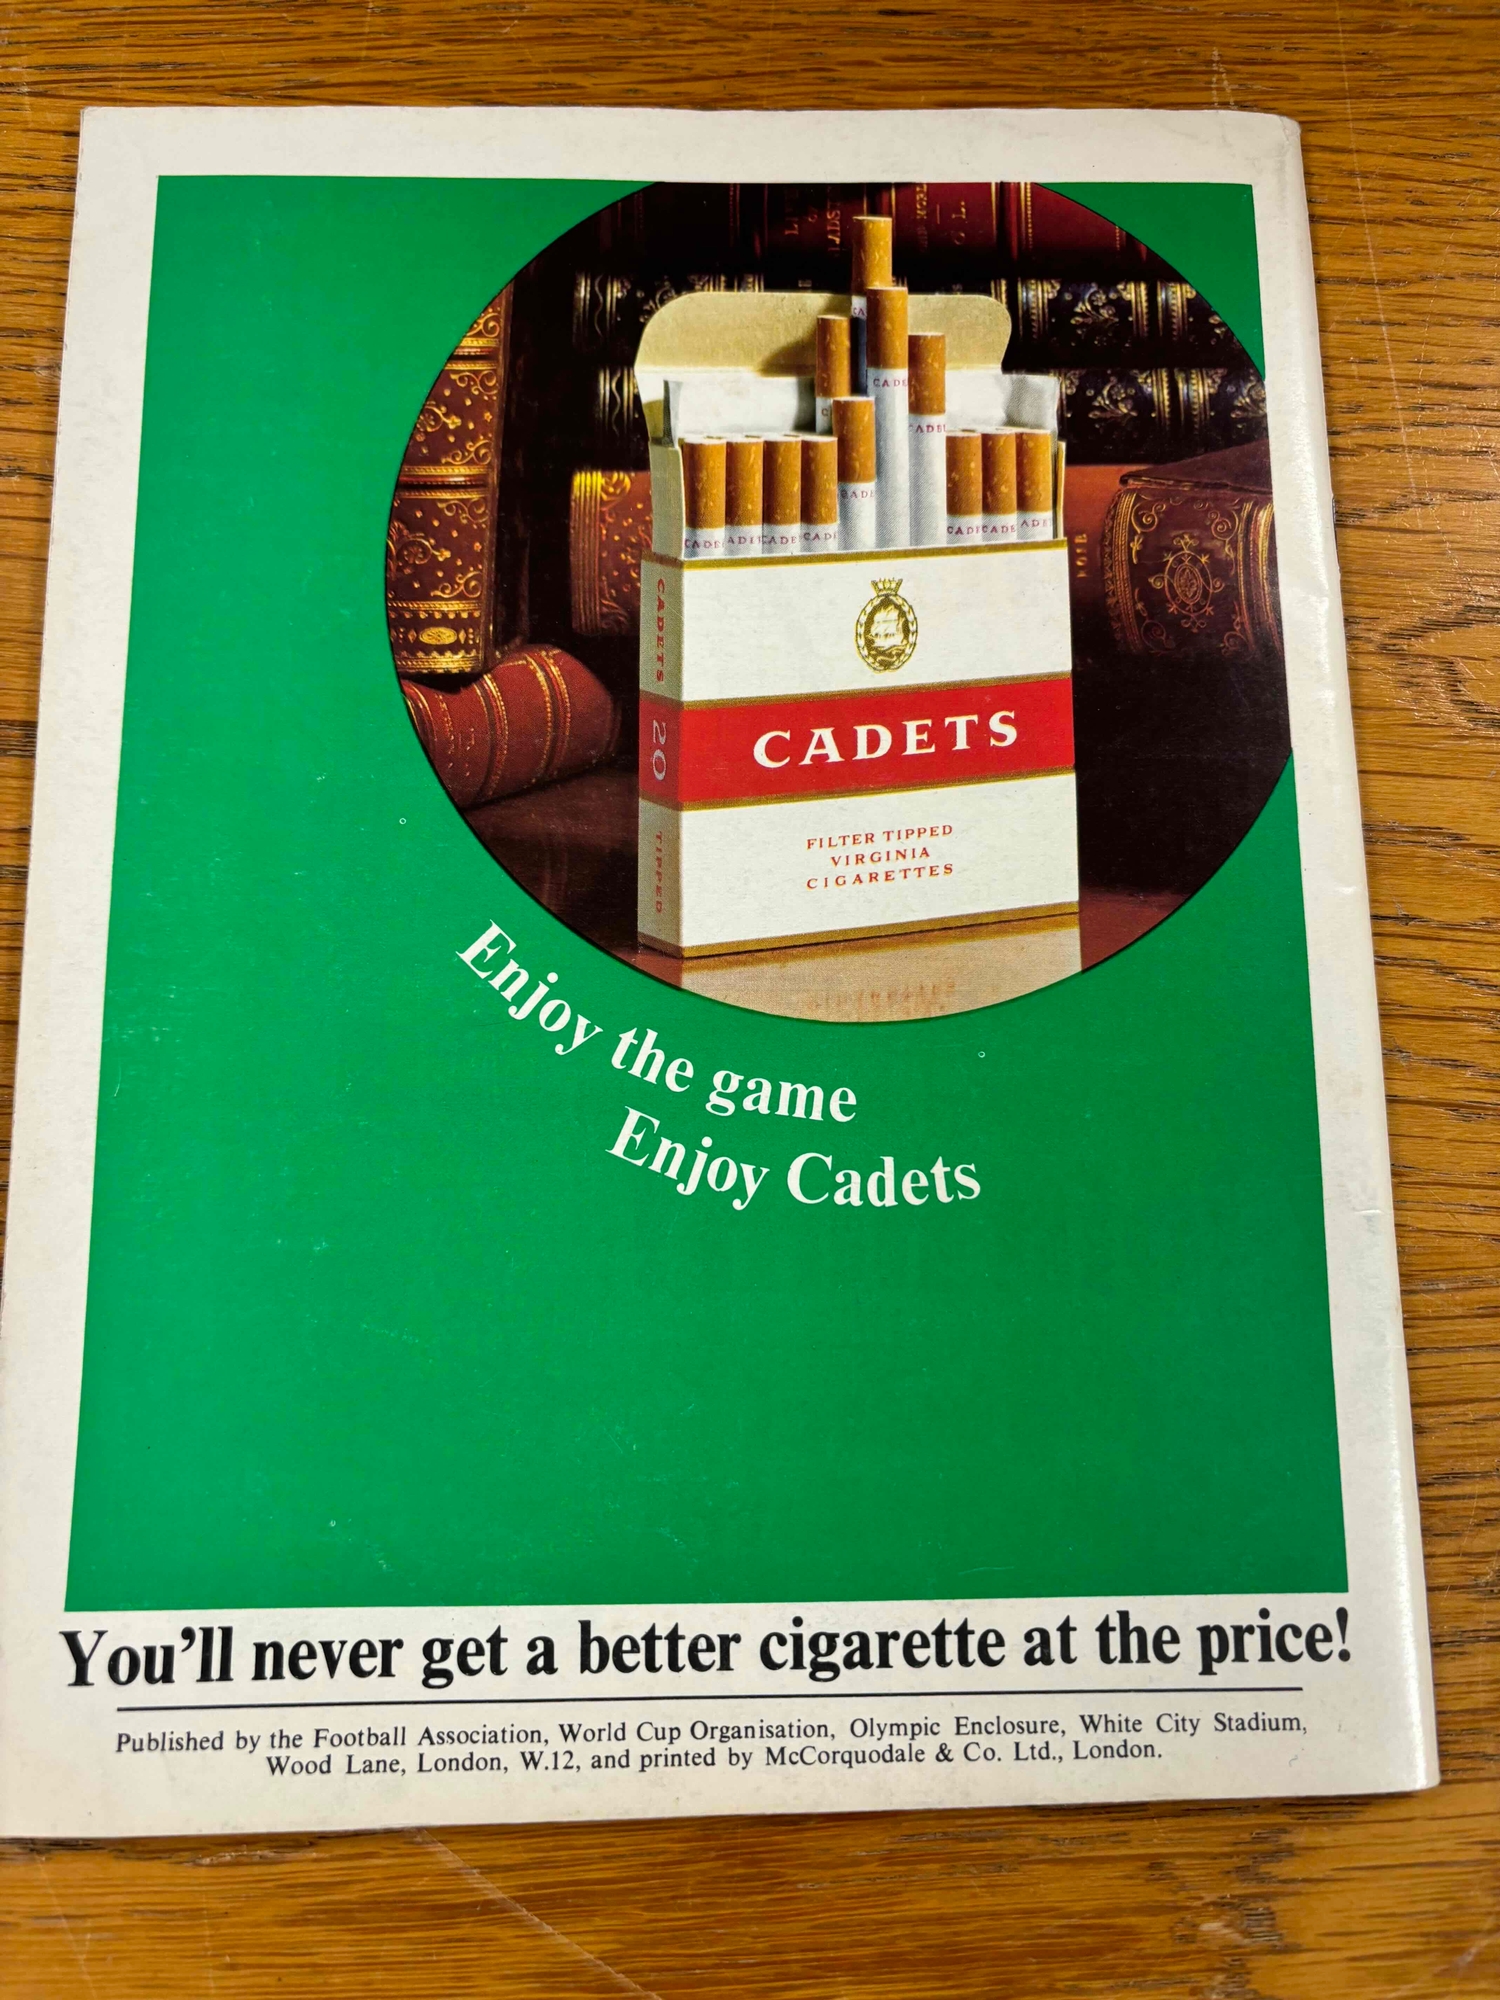 CADETS
FILTER TIPPED
VIRGINIA
CIGARETTES
CADETS 20 TIPPED
Enjoy the game
Enjoy Cadets
You'll never get a better cigarette at the price!
Published by the Football Association, World Cup Organisation, Olympic Enclosure, White City Stadium,
Wood Lane, London, W.12, and printed by McCorquodale & Co. Ltd., London.